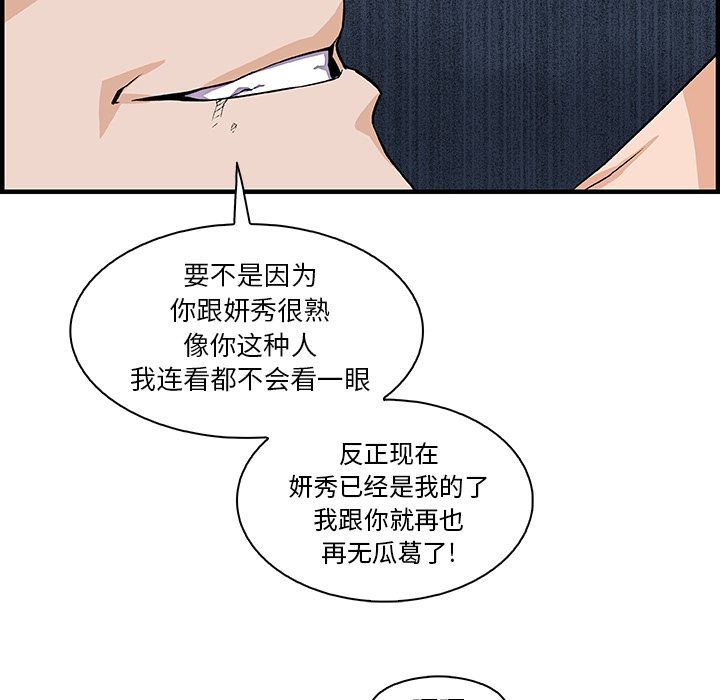 要不是因为
你跟妍秀很熟
像你这种人
我连看都不会看一眼
反正现在
妍秀已经是我的了
我跟你就再也
再无瓜葛了!